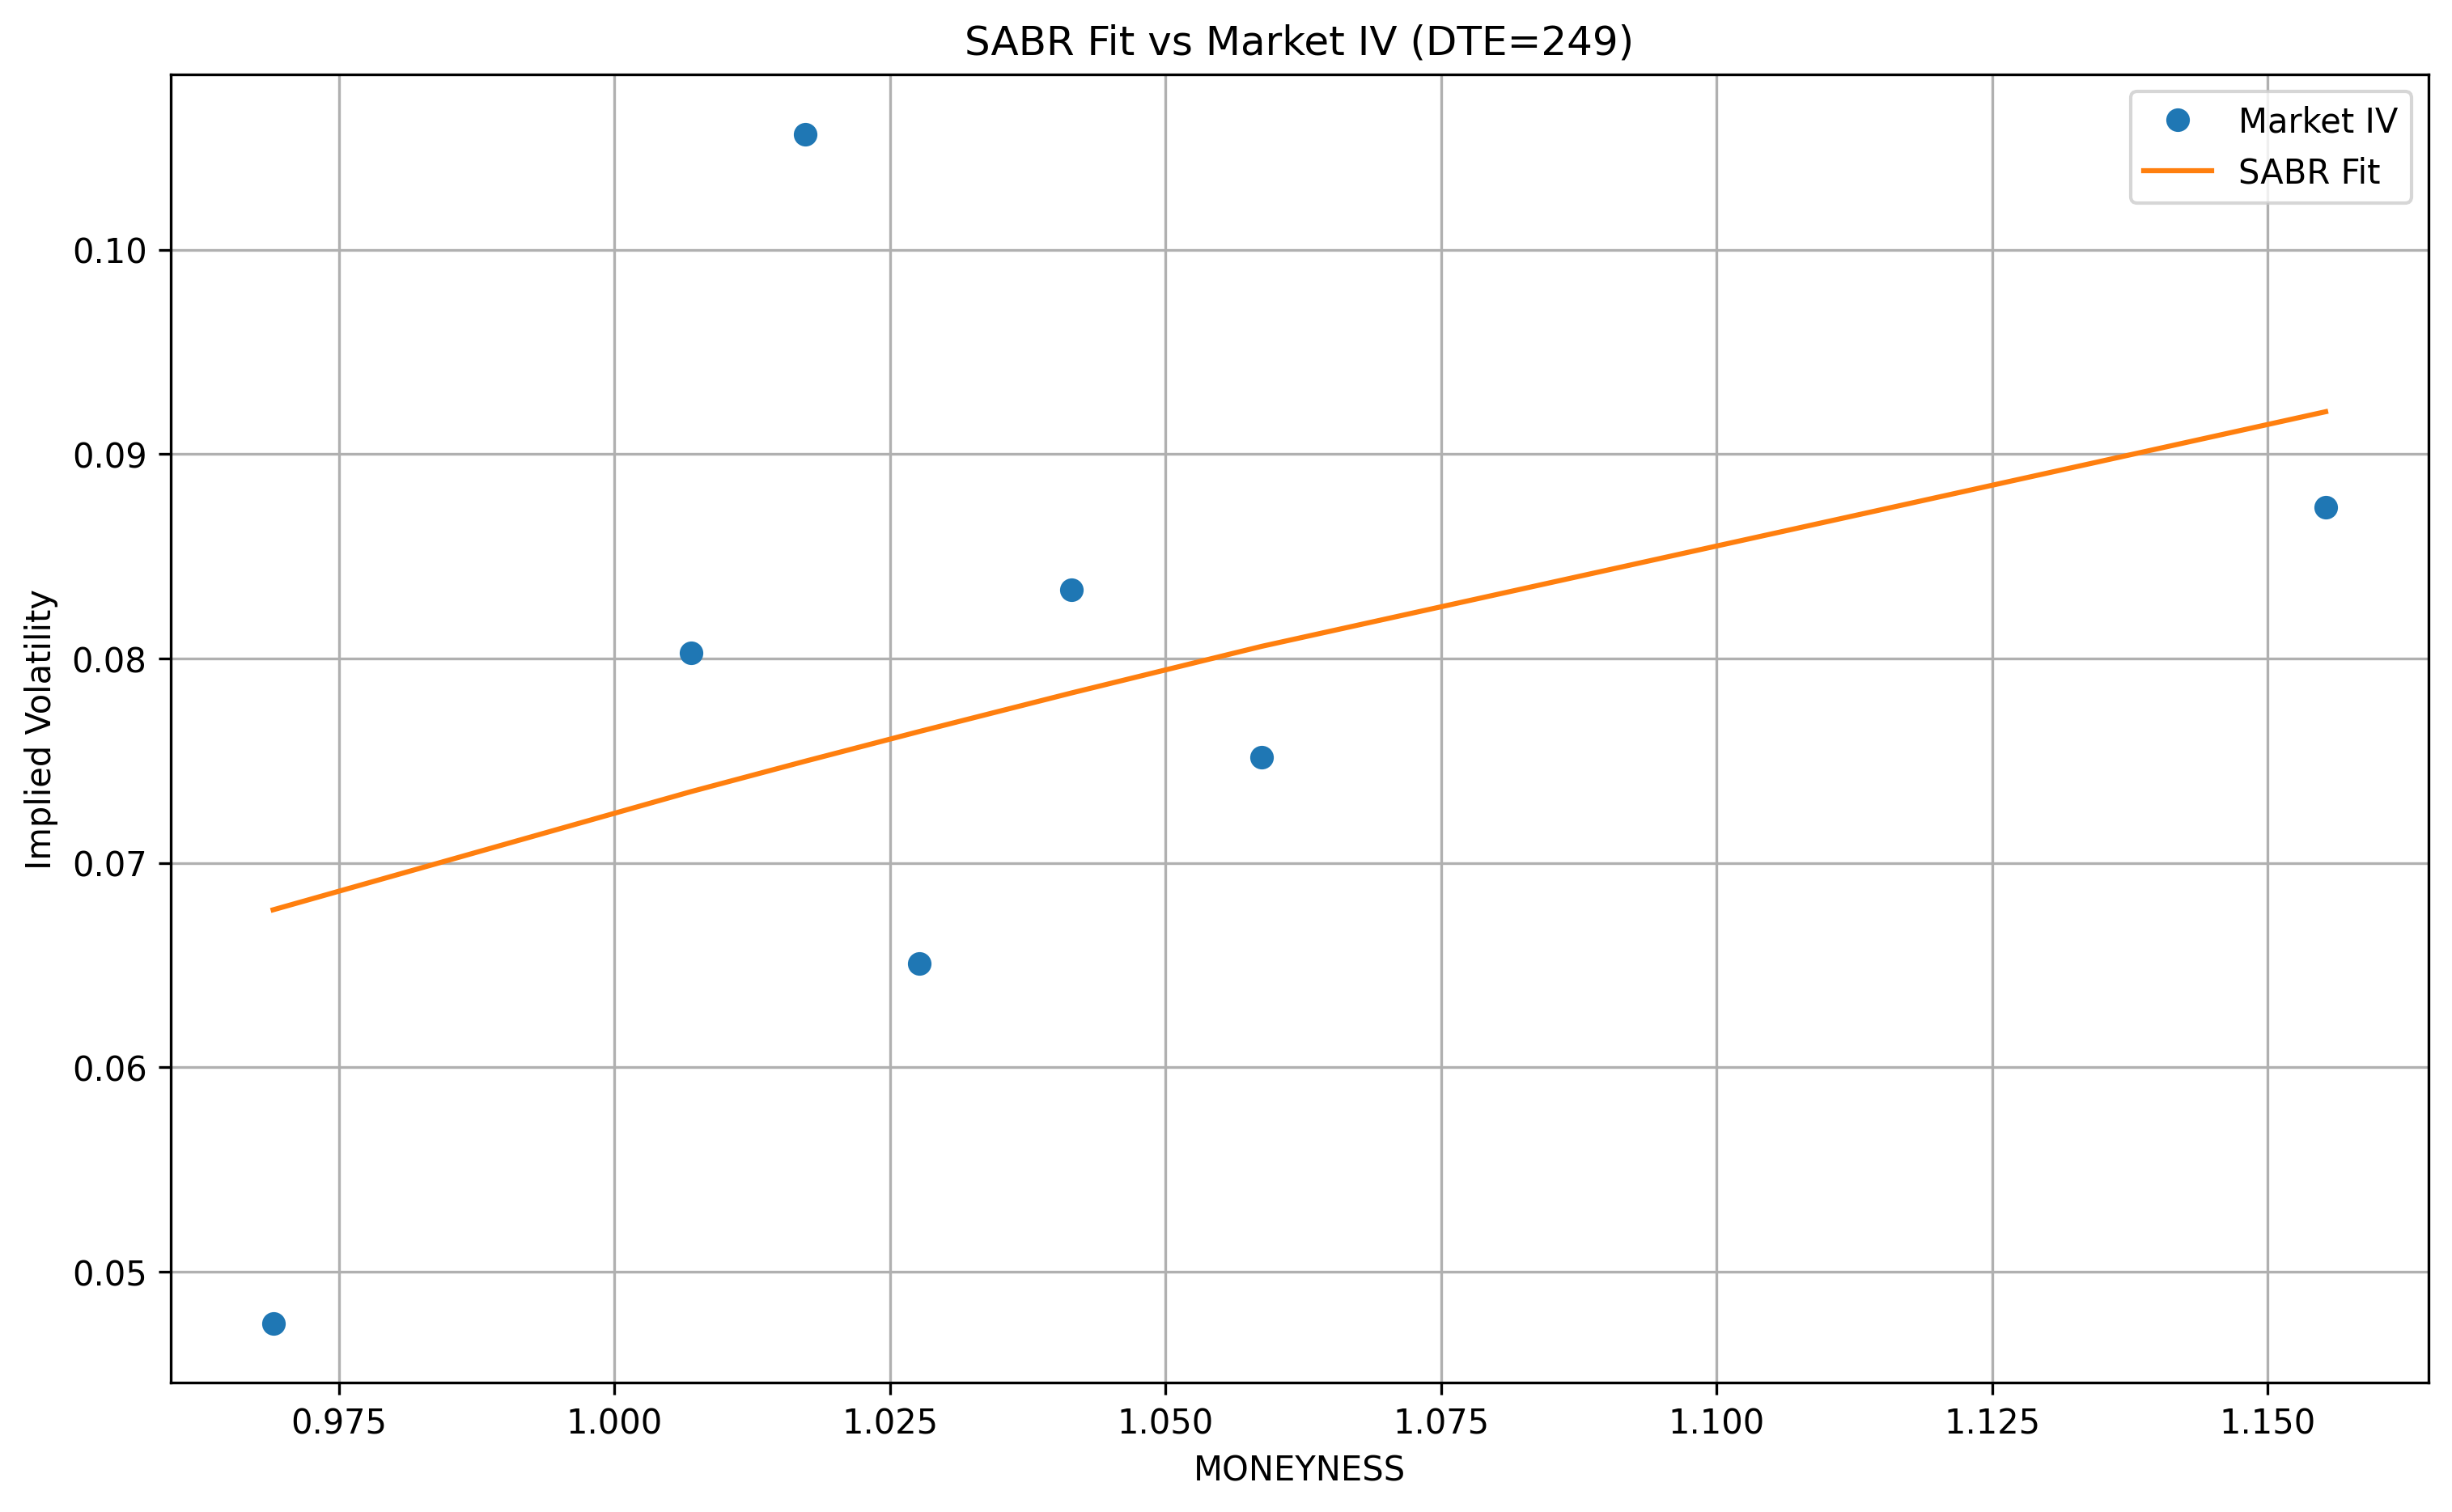 SABR Fit vs Market IV (DTE=249)
Market IV
SABR Fit
Implied Volatility
0.10
0.09
0.08
0.07
0.06
0.05
0.975 1.000 1.025 1.050 1.075 1.100 1.125 1.150
MONEYNESS